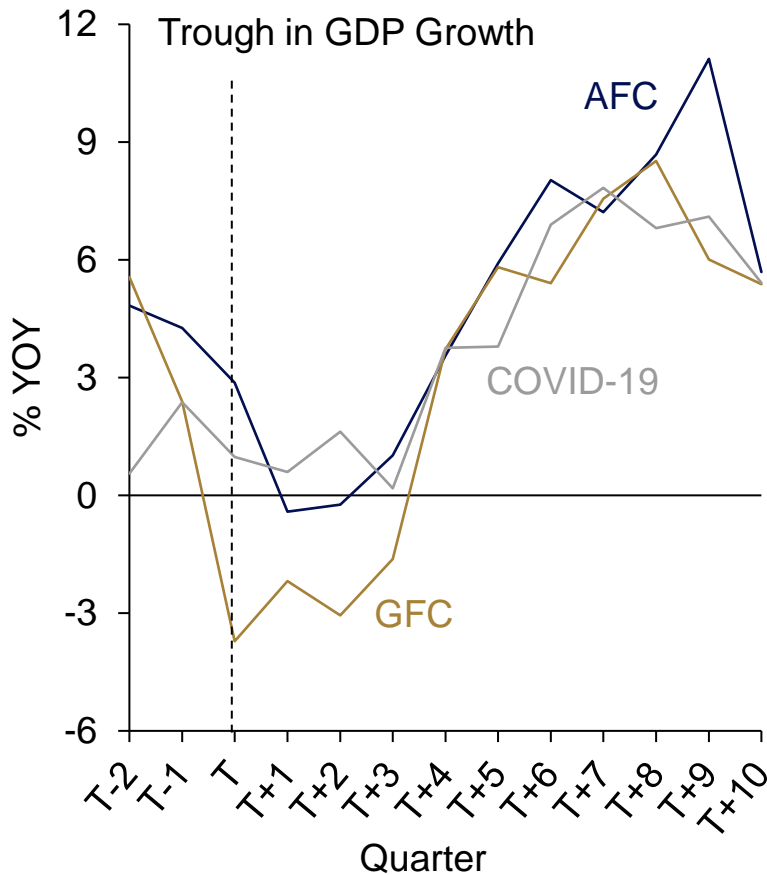 Trough in GDP Growth
% YOY
12
9
6
3
0
-3
-6
AFC
COVID-19
GFC
T-2
T-1
T
T+1
T+2
T+3
T+4
T+5
T+6
T+7
T+8
T+9
T+10
Quarter